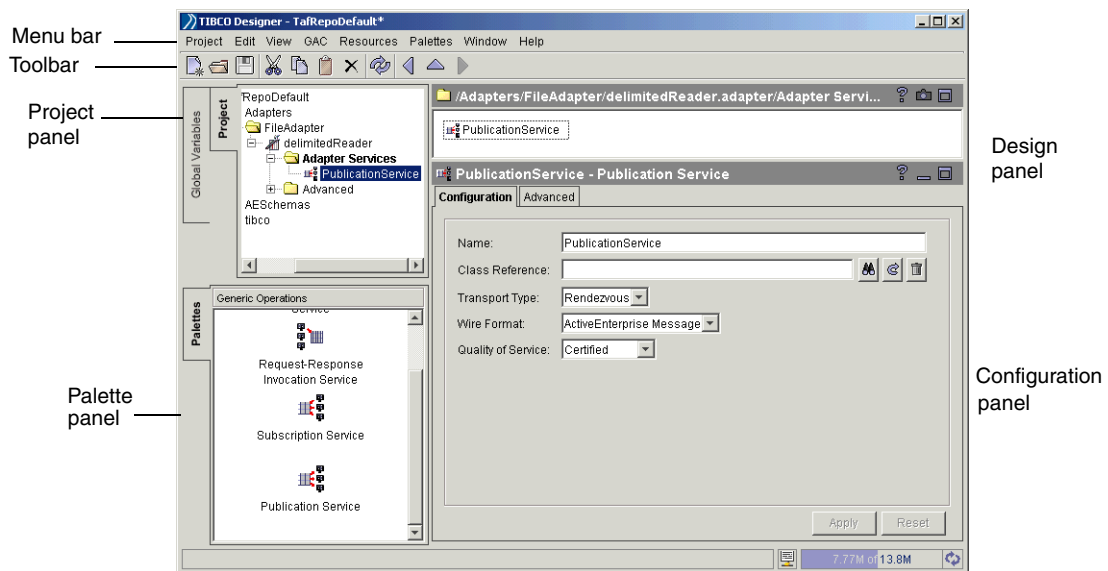 TIBCO Designer - TafRepoDefault*
Menu bar
Project Edit View GAC Resources Palettes Window Help
Toolbar
Project
panel
Global Variables
Project
RepoDefault
Adapters
FileAdapter
delimitedReader
Adapter Services
PublicationService
Advanced
AESchemas
tibco
/Adapters/FileAdapter/delimitedReader.adapter/Adapter Servi...
PublicationService
Design
panel
PublicationService - Publication Service
Configuration Advanced
Name: PublicationService
Class Reference:
Transport Type: Rendezvous
Wire Format: ActiveEnterprise Message
Quality of Service: Certified
Configuration
panel
Apply Reset
Palettes
Generic Operations
Service
Request-Response
Invocation Service
Subscription Service
Publication Service
Palette
panel
7.77M of 13.8M